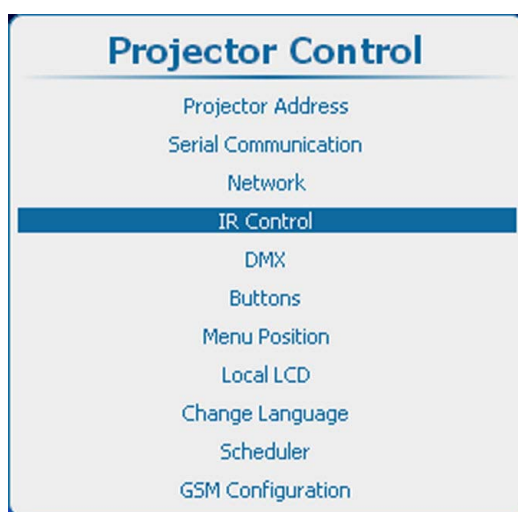 Projector Control
Projector Address
Serial Communication
Network
IR Control
DMX
Buttons
Menu Position
Local LCD
Change Language
Scheduler
GSM Configuration